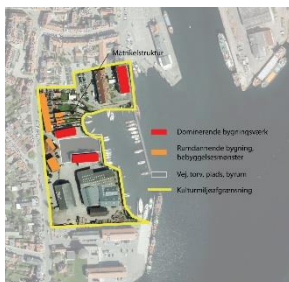 Matrikelstruktur
Dominerende bygningsværk
Rumdannende bygning,
bebyggelsesmønster
Vej, torv, plads, byrum
Kulturmiljøafgrænsning